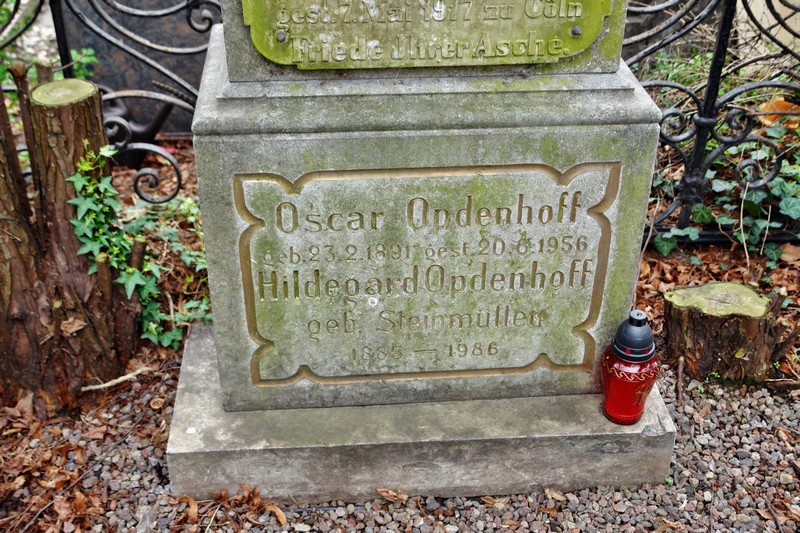 gest. 7. Mai 1917 zu Cöln
Friede Ihrer Asche.
Oscar Opdenhoff
geb. 23.2.1891 gest. 20.6.1956
Hildegard Opdenhoff
geb. Steinmüller
1885 — 1986